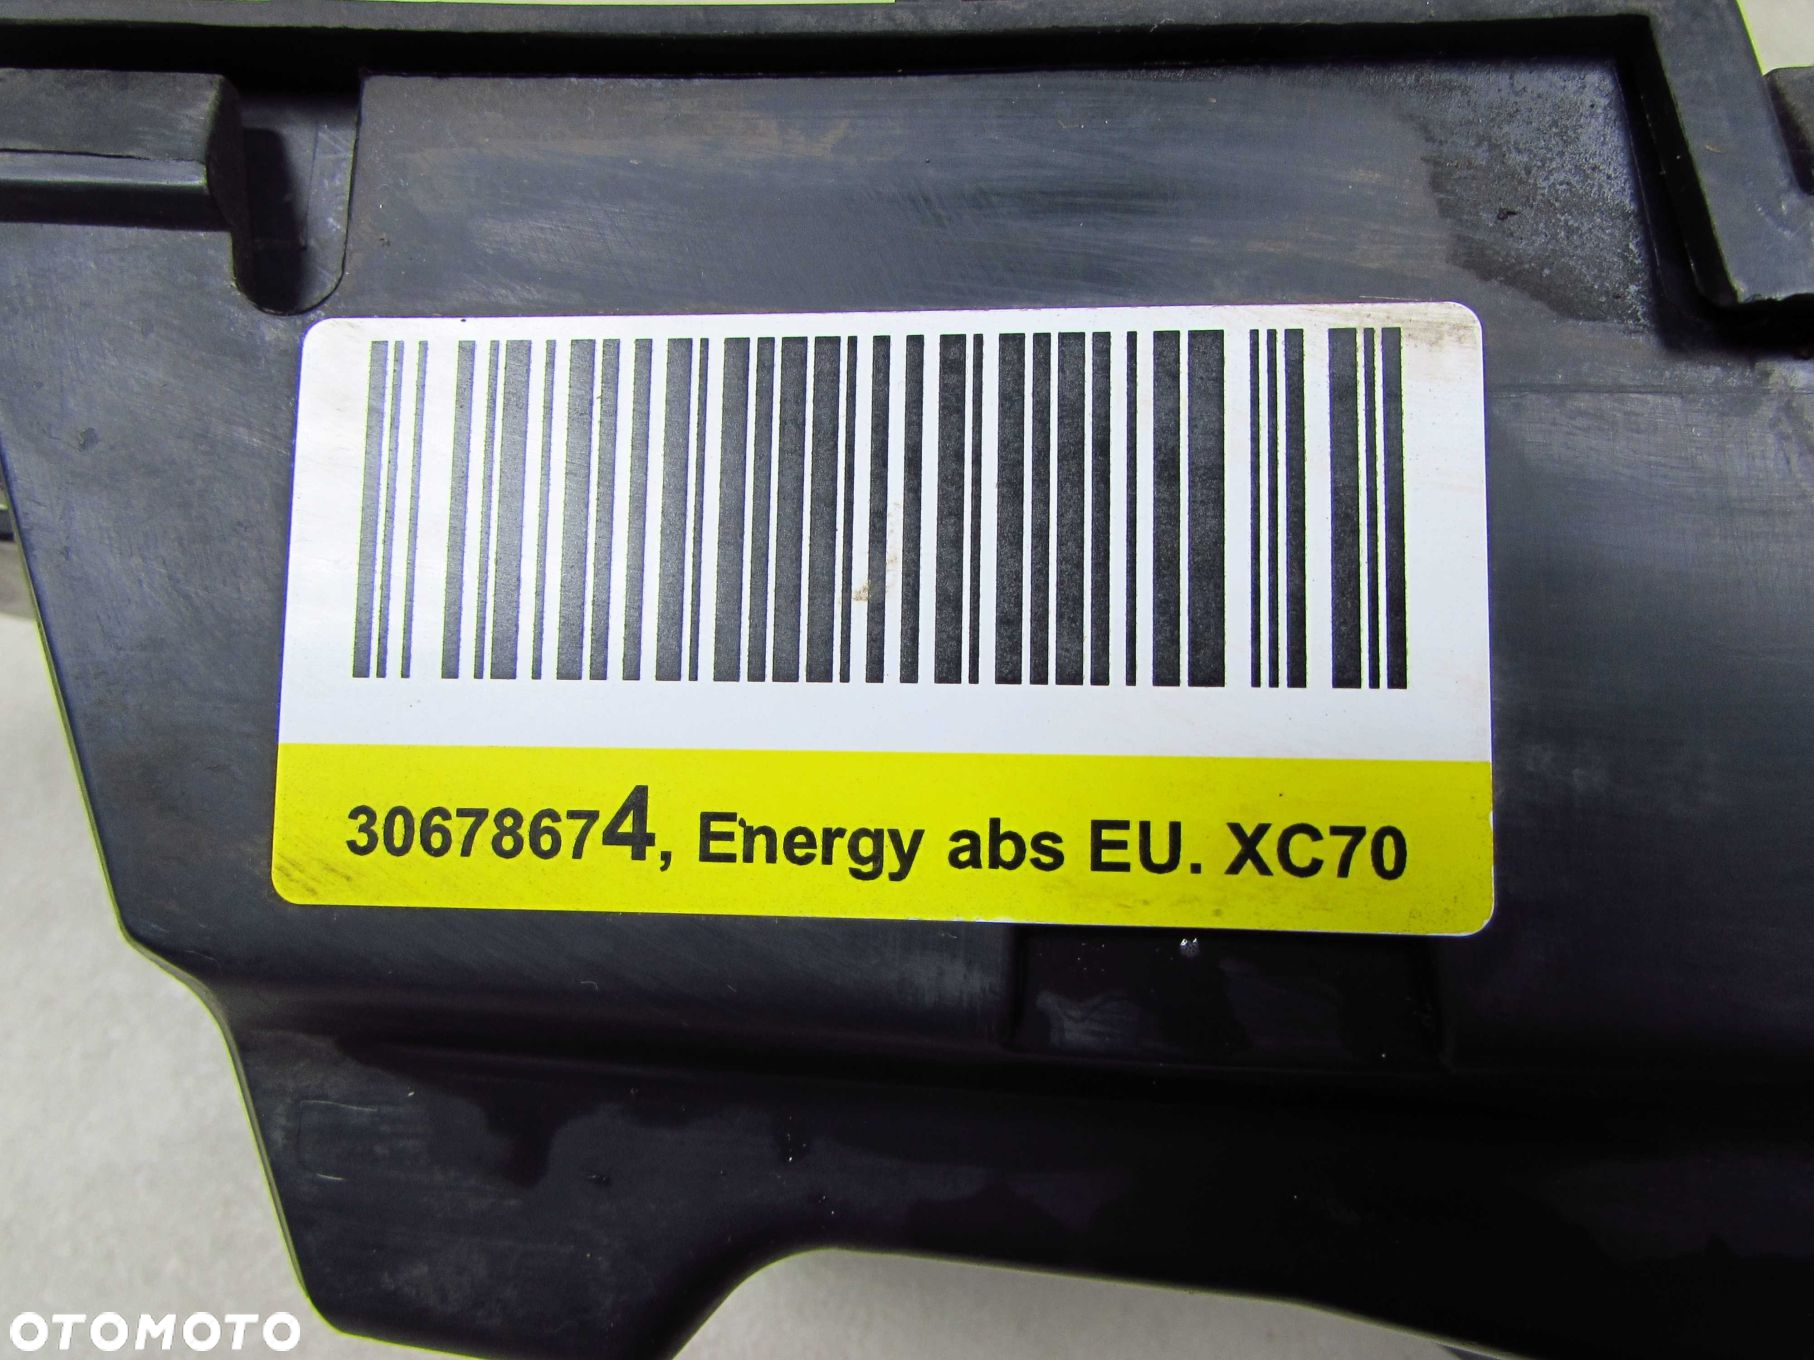 30678674, Energy abs EU. XC70
OTOMOTO